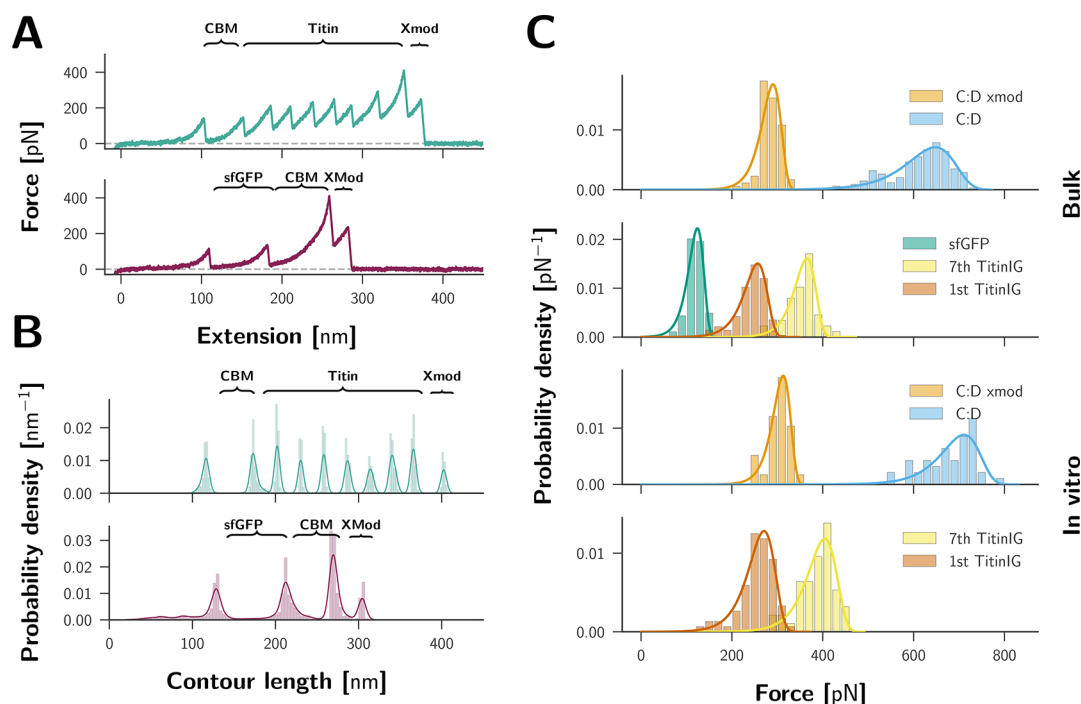 A
CBM
Titin
Xmod
400
200
0
sfGFP
CBM
XMod
400
200
0
0
100
200
300
400
Force [pN]
Extension [nm]
B
CBM
Titin
Xmod
0.02
0.01
0.00
sfGFP
CBM
XMod
0.03
0.02
0.01
0.00
0
100
200
300
400
Probability density [nm⁻¹]
Contour length [nm]
C
C:D xmod
C:D
0.01
0.00
Bulk
sfGFP
7th TitinIG
1st TitinIG
0.02
0.01
0.00
Probability density [pN⁻¹]
0
200
400
600
800
C:D xmod
C:D
0.01
0.00
In vitro
7th TitinIG
1st TitinIG
0.01
0.00
0
200
400
600
800
Force [pN]